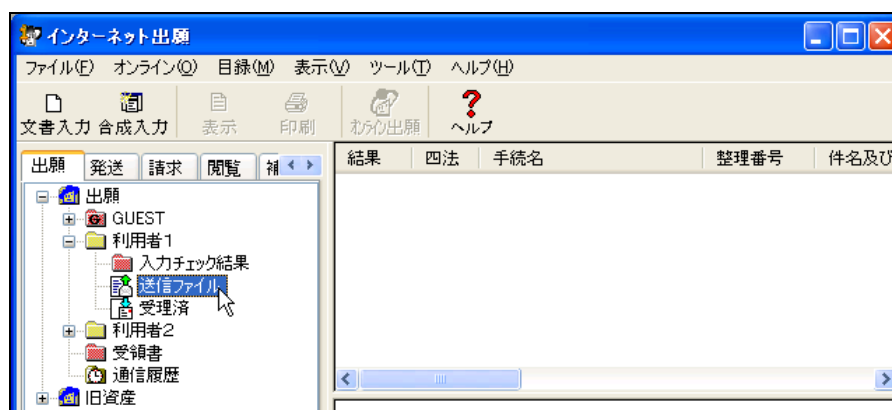 インターネット出願
ファイル(F) オンライン(O) 目録(M) 表示(V) ツール(T) ヘルプ(H)
文書入力 合成入力 表示 印刷 オンライン出願 ヘルプ
出願 発送 請求 閲覧 補
結果 四法 手続名 整理番号 件名及び
出願
GUEST
利用者1
入力チェック結果
送信ファイル
受理済
利用者2
受領書
通信履歴
旧資産